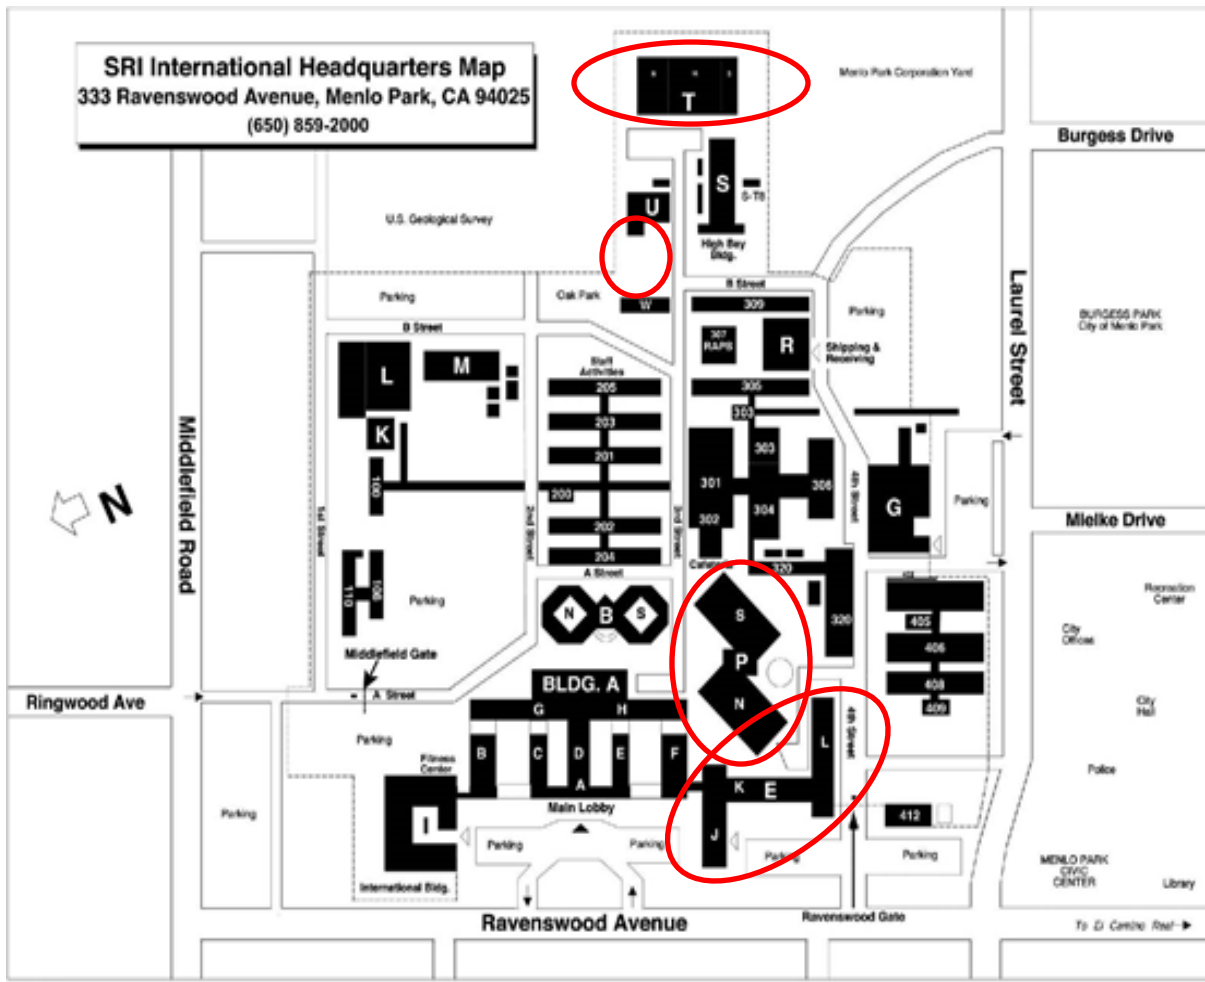 SRI International Headquarters Map
333 Ravenswood Avenue, Menlo Park, CA 94025
(650) 859-2000
T
Menlo Park Corporation Yard
Burgess Drive
S
S-T8
U
U.S. Geological Survey
High Bay
Bldg.
B Street
Laurel Street
Parking
Oak Park
W
309
Parking
BURGESS PARK
City of Menlo Park
B Street
307
RAPS
R
Shipping &
Receiving
L
M
Staff
Activities
205
305
Middlefield Road
203
303
K
201
303
100
200
301
306
4th Street
Parking
N
1st Street
2nd Street
3rd Street
302
304
G
Mielke Drive
202
204
Cafeteria
A Street
320
110
106
Parking
N
B
S
S
320
405
Recreation
Center
City
Offices
406
Middlefield Gate
P
Ringwood Ave
A Street
BLDG. A
N
408
409
City
Hall
G
H
4th Street
Parking
Fitness
Center
B
C
D
E
F
L
Police
A
K
E
Main Lobby
Parking
I
J
412
Parking
Parking
Parking
Parking
MENLO PARK
CIVIC
CENTER
International Bldg.
Library
Ravenswood Avenue
Ravenswood Gate
To El Camino Real